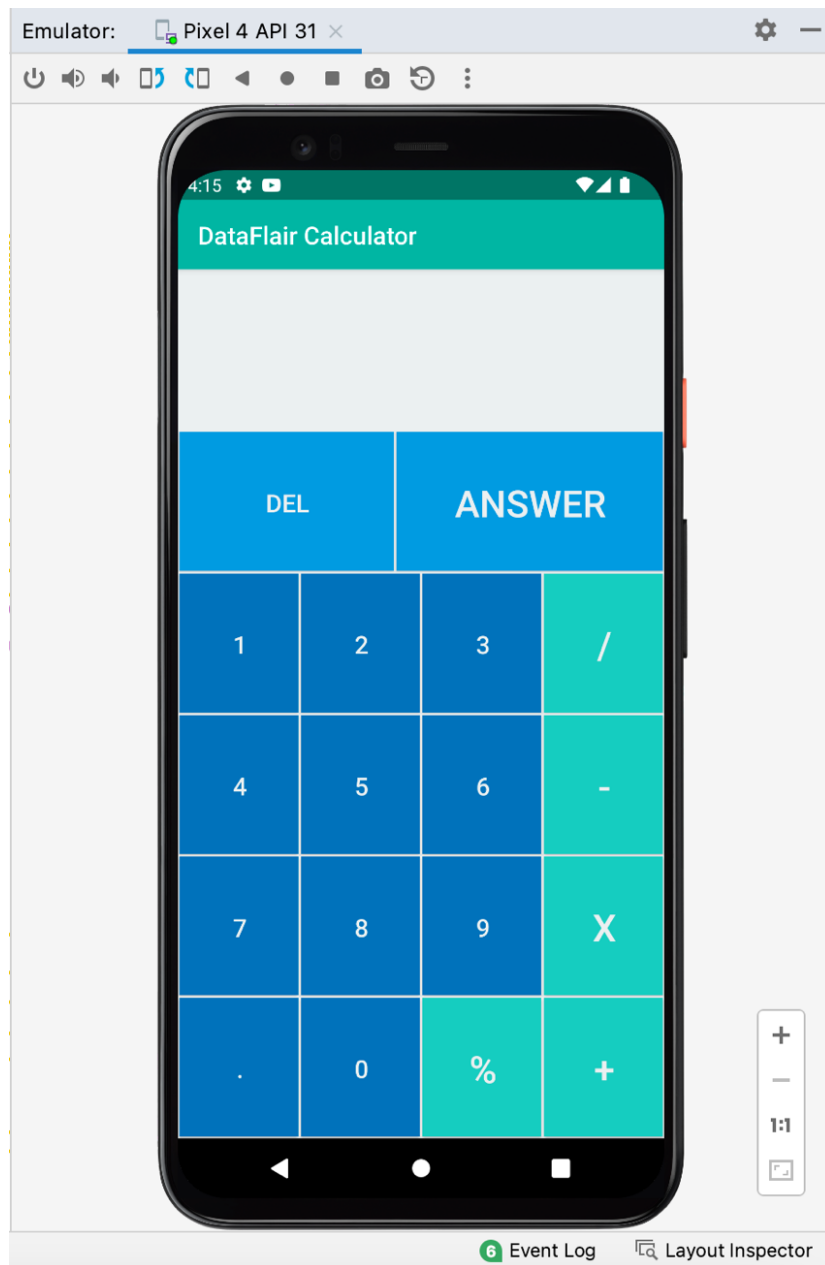 Emulator: Pixel 4 API 31
4:15
DataFlair Calculator
DEL ANSWER
1 2 3 /
4 5 6 -
7 8 9 X
. 0 % +
1:1
6 Event Log Layout Inspector